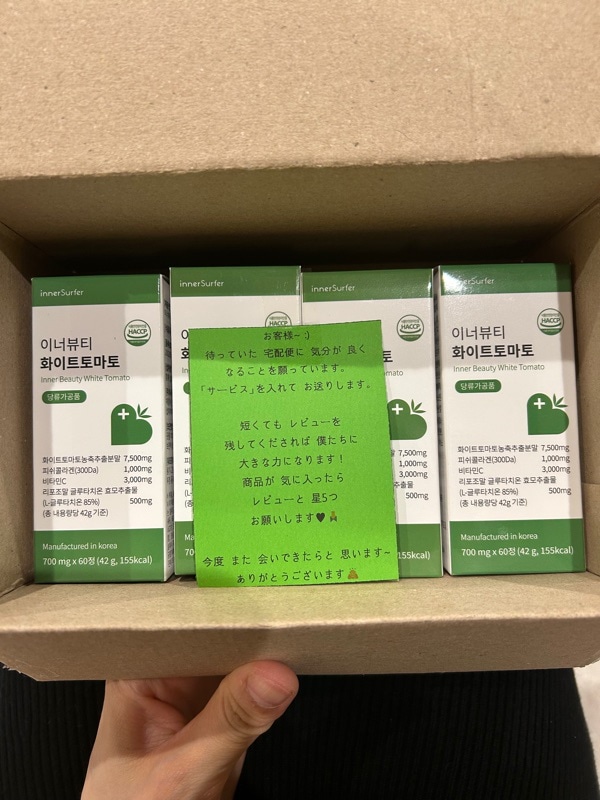 innerSurfer
이너뷰티
화이트토마토
Inner Beauty White Tomato
당류가공품
HACCP
화이트토마토농축추출분말 7,500mg
피쉬콜라겐(300Da) 1,000mg
비타민C 3,000mg
리포조말 글루타치온 효모추출물
(L-글루타치온 85%) 500mg
(총 내용량당 42g 기준)
Manufactured in korea
700 mg x 60정 (42 g, 155kcal)
innerSurfer
HACCP
お客様~ :)
待っていた 宅配便に 気分が 良く
なることを願っています。
「サービス」を入れて お送りします。
短くても レビューを
残してくだされば 僕たちに
大きな力になります!
商品が 気に入ったら
レビューと 星5つ
お願いします♥🙏
今度 また 会いできたらと 思います~
ありがとうございます🙇
innerSurfer
HACCP
토마토
7,500mg
1,000mg
3,000mg
500mg
155kcal)
innerSurfer
이너뷰티
화이트토마토
Inner Beauty White Tomato
당류가공품
HACCP
화이트토마토농축추출분말 7,500mg
피쉬콜라겐(300Da) 1,000mg
비타민C 3,000mg
리포조말 글루타치온 효모추출물
(L-글루타치온 85%) 500mg
(총 내용량당 42g 기준)
Manufactured in korea
700 mg x 60정 (42 g, 155kcal)